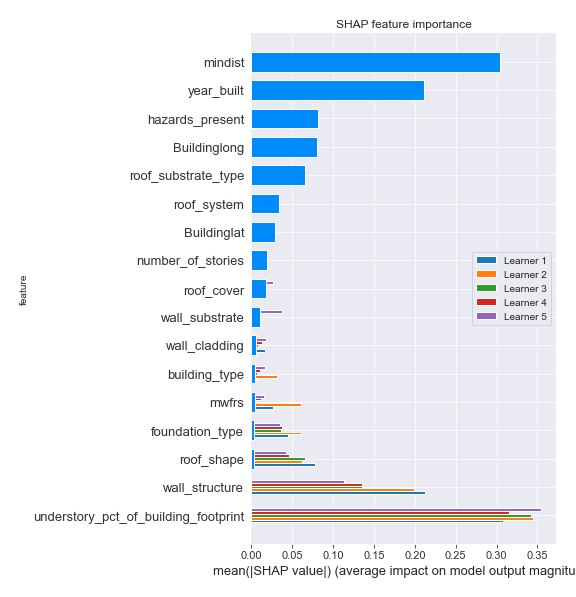 SHAP feature importance
mindist
year_built
hazards_present
Buildinglong
roof_substrate_type
roof_system
Buildinglat
number_of_stories
roof_cover
wall_substrate
wall_cladding
building_type
mwfrs
foundation_type
roof_shape
wall_structure
understory_pct_of_building_footprint
feature
Learner 1
Learner 2
Learner 3
Learner 4
Learner 5
0.00 0.05 0.10 0.15 0.20 0.25 0.30 0.35
mean(|SHAP value|) (average impact on model output magnitu